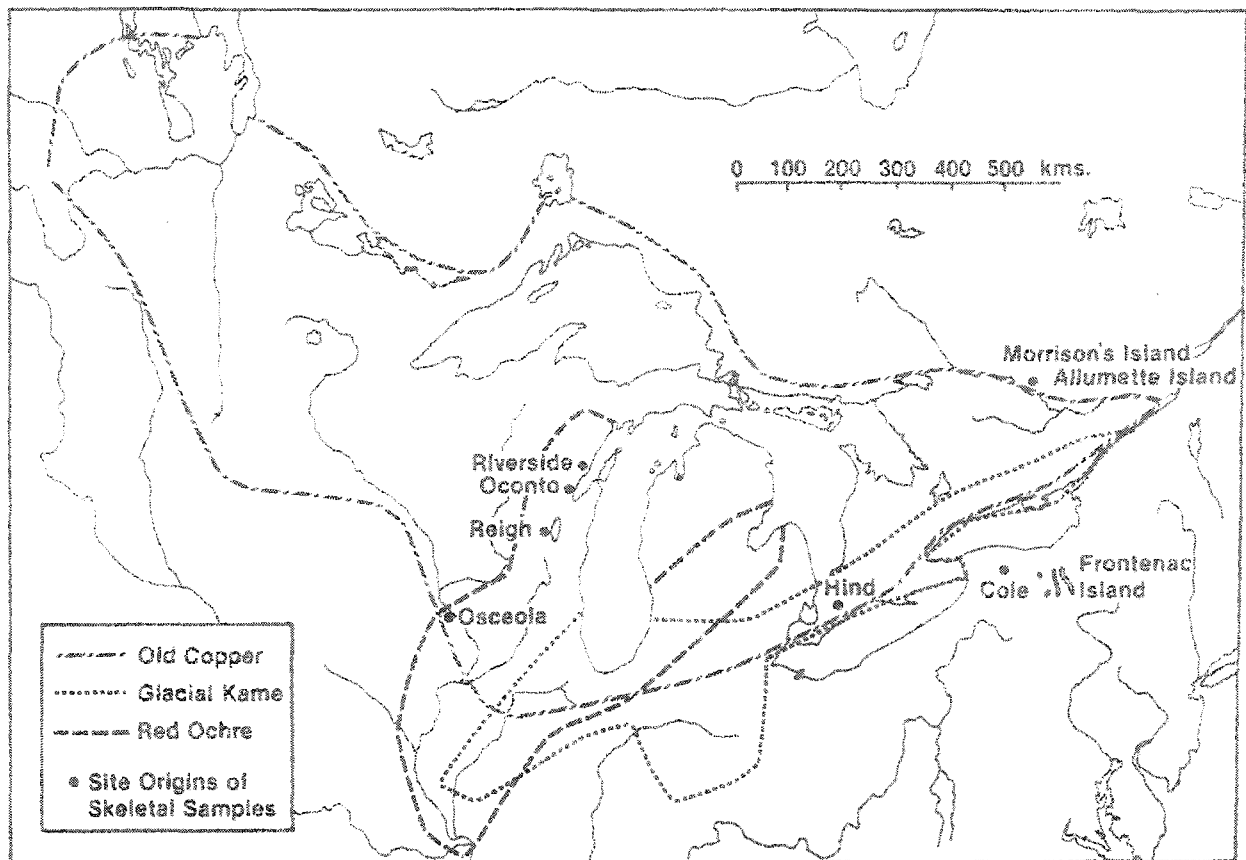 0 100 200 300 400 500 kms.
Morrison's Island
Allumette Island
Riverside
Oconto
Reigh
Osceola
Hind
Cole
Frontenac
Island
Old Copper
Glacial Kame
Red Ochre
Site Origins of
Skeletal Samples